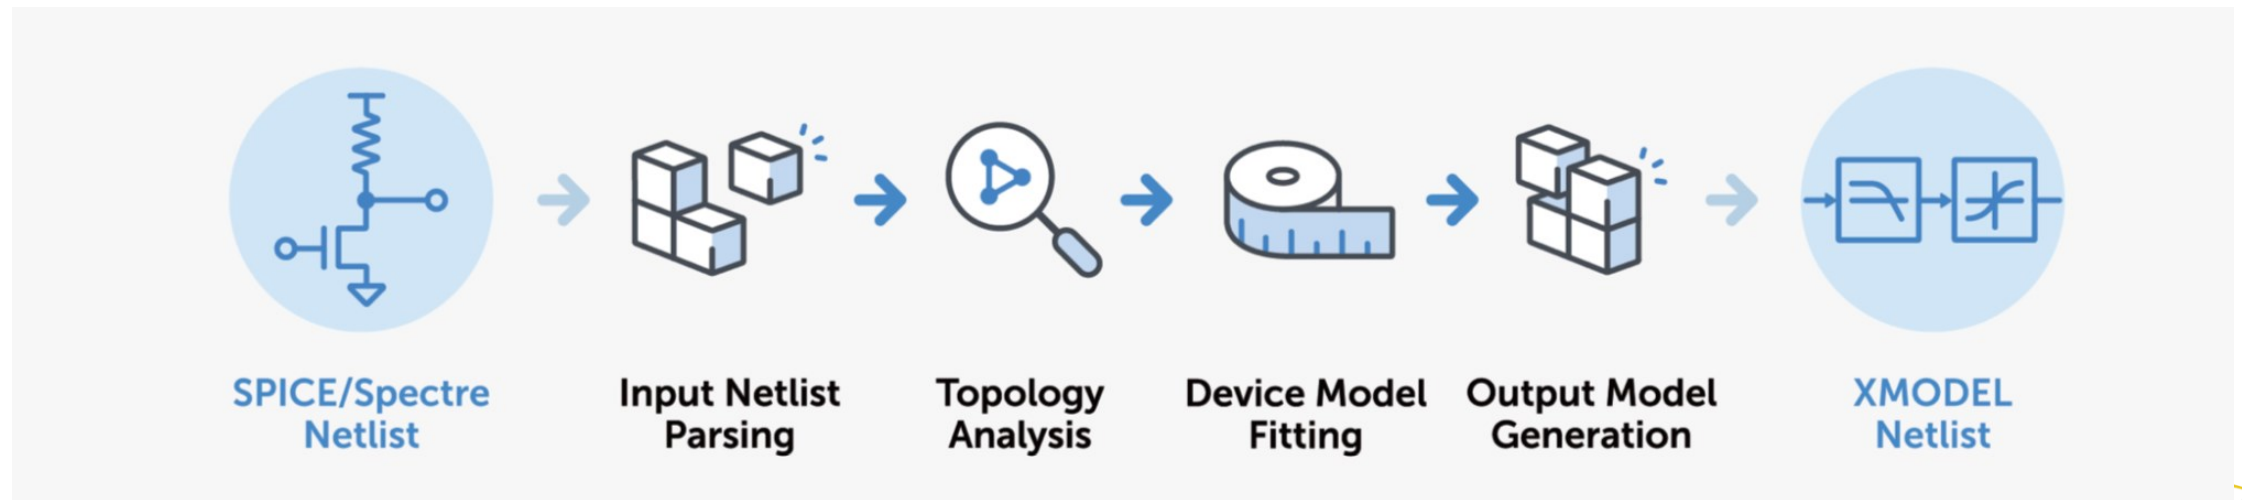 SPICE/Spectre
Netlist
Input Netlist
Parsing
Topology
Analysis
Device Model
Fitting
Output Model
Generation
XMODEL
Netlist